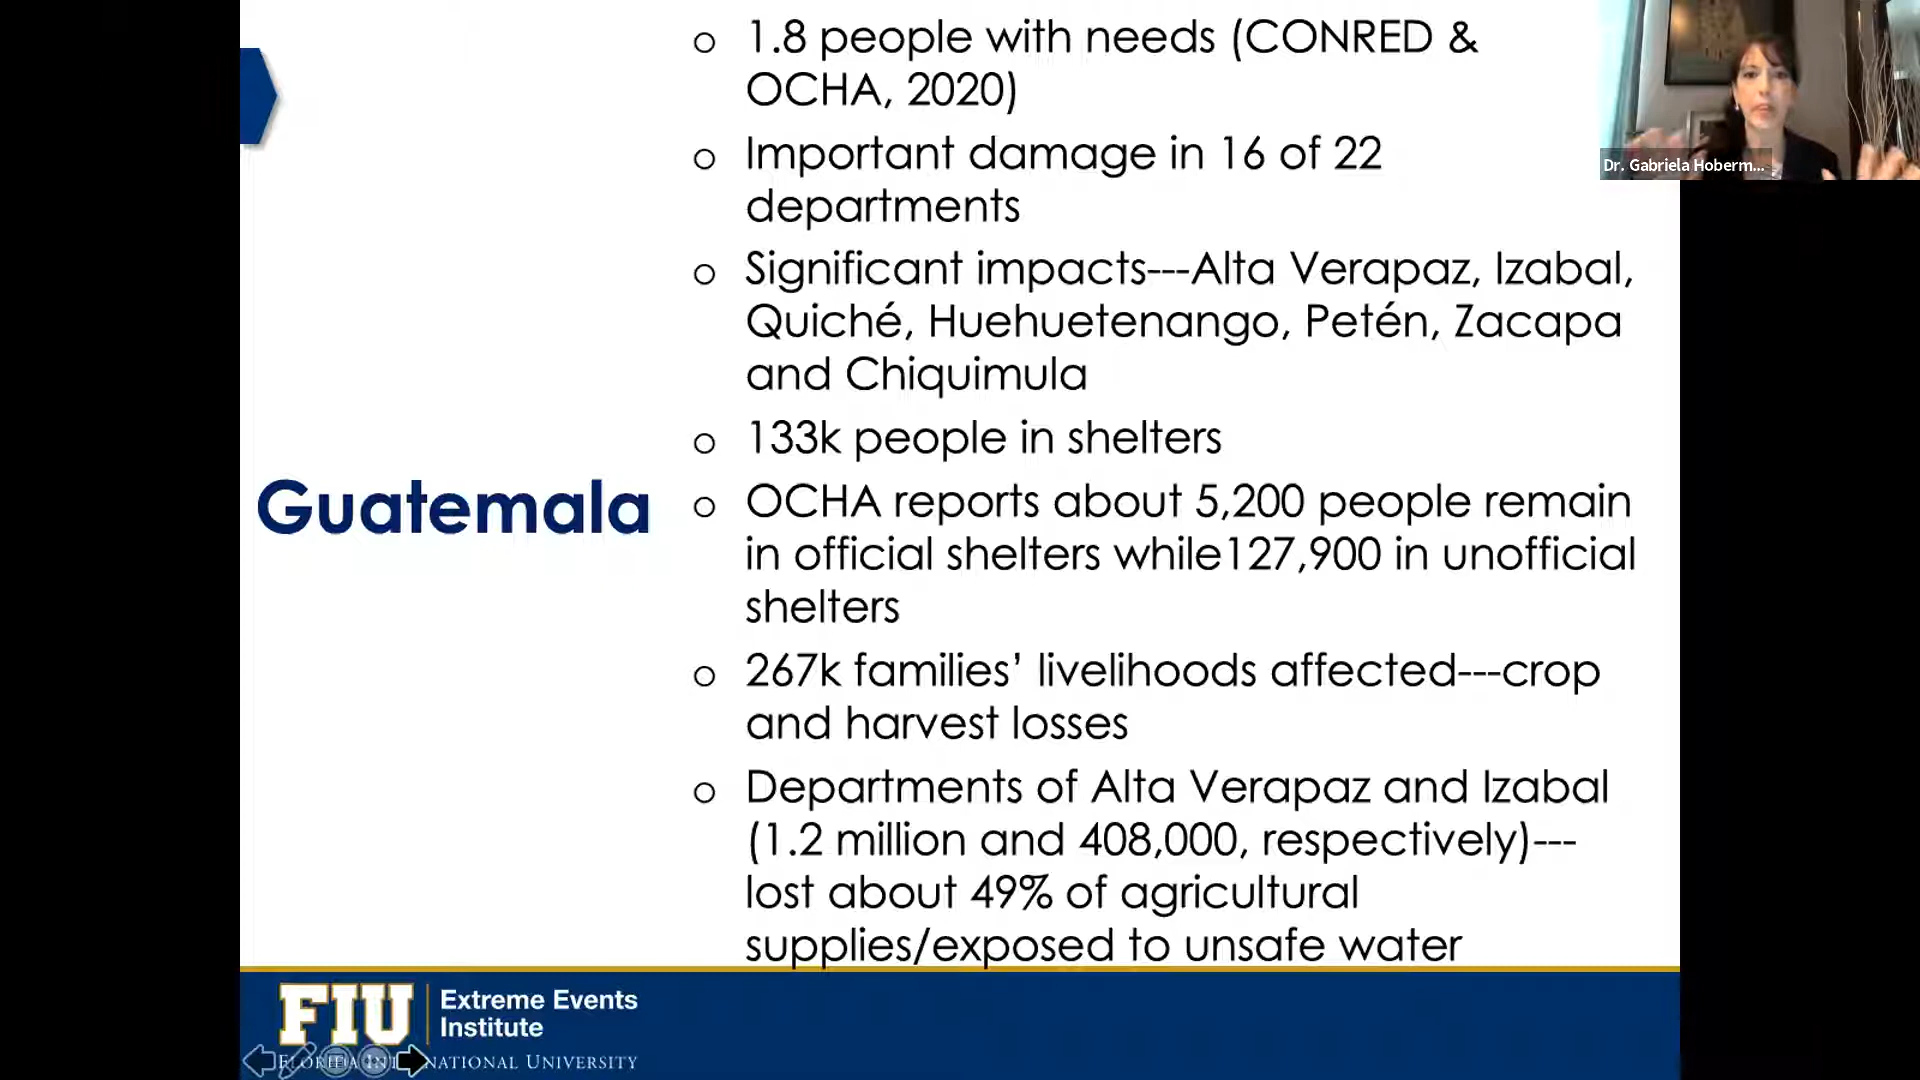 1.8 people with needs (CONRED &
OCHA, 2020)
Important damage in 16 of 22
departments
Significant impacts---Alta Verapaz, Izabal,
Quiché, Huehuetenango, Petén, Zacapa
and Chiquimula
133k people in shelters
Guatemala
OCHA reports about 5,200 people remain
in official shelters while127,900 in unofficial
shelters
267k families’ livelihoods affected---crop
and harvest losses
Departments of Alta Verapaz and Izabal
(1.2 million and 408,000, respectively)---
lost about 49% of agricultural
supplies/exposed to unsafe water
Dr. Gabriela Hoberm...
FIU
Extreme Events
Institute
FLORIDA INTERNATIONAL UNIVERSITY